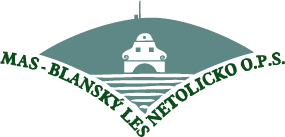 MAS - BLANSKÝ LES
NETOLICKO O.P.S.